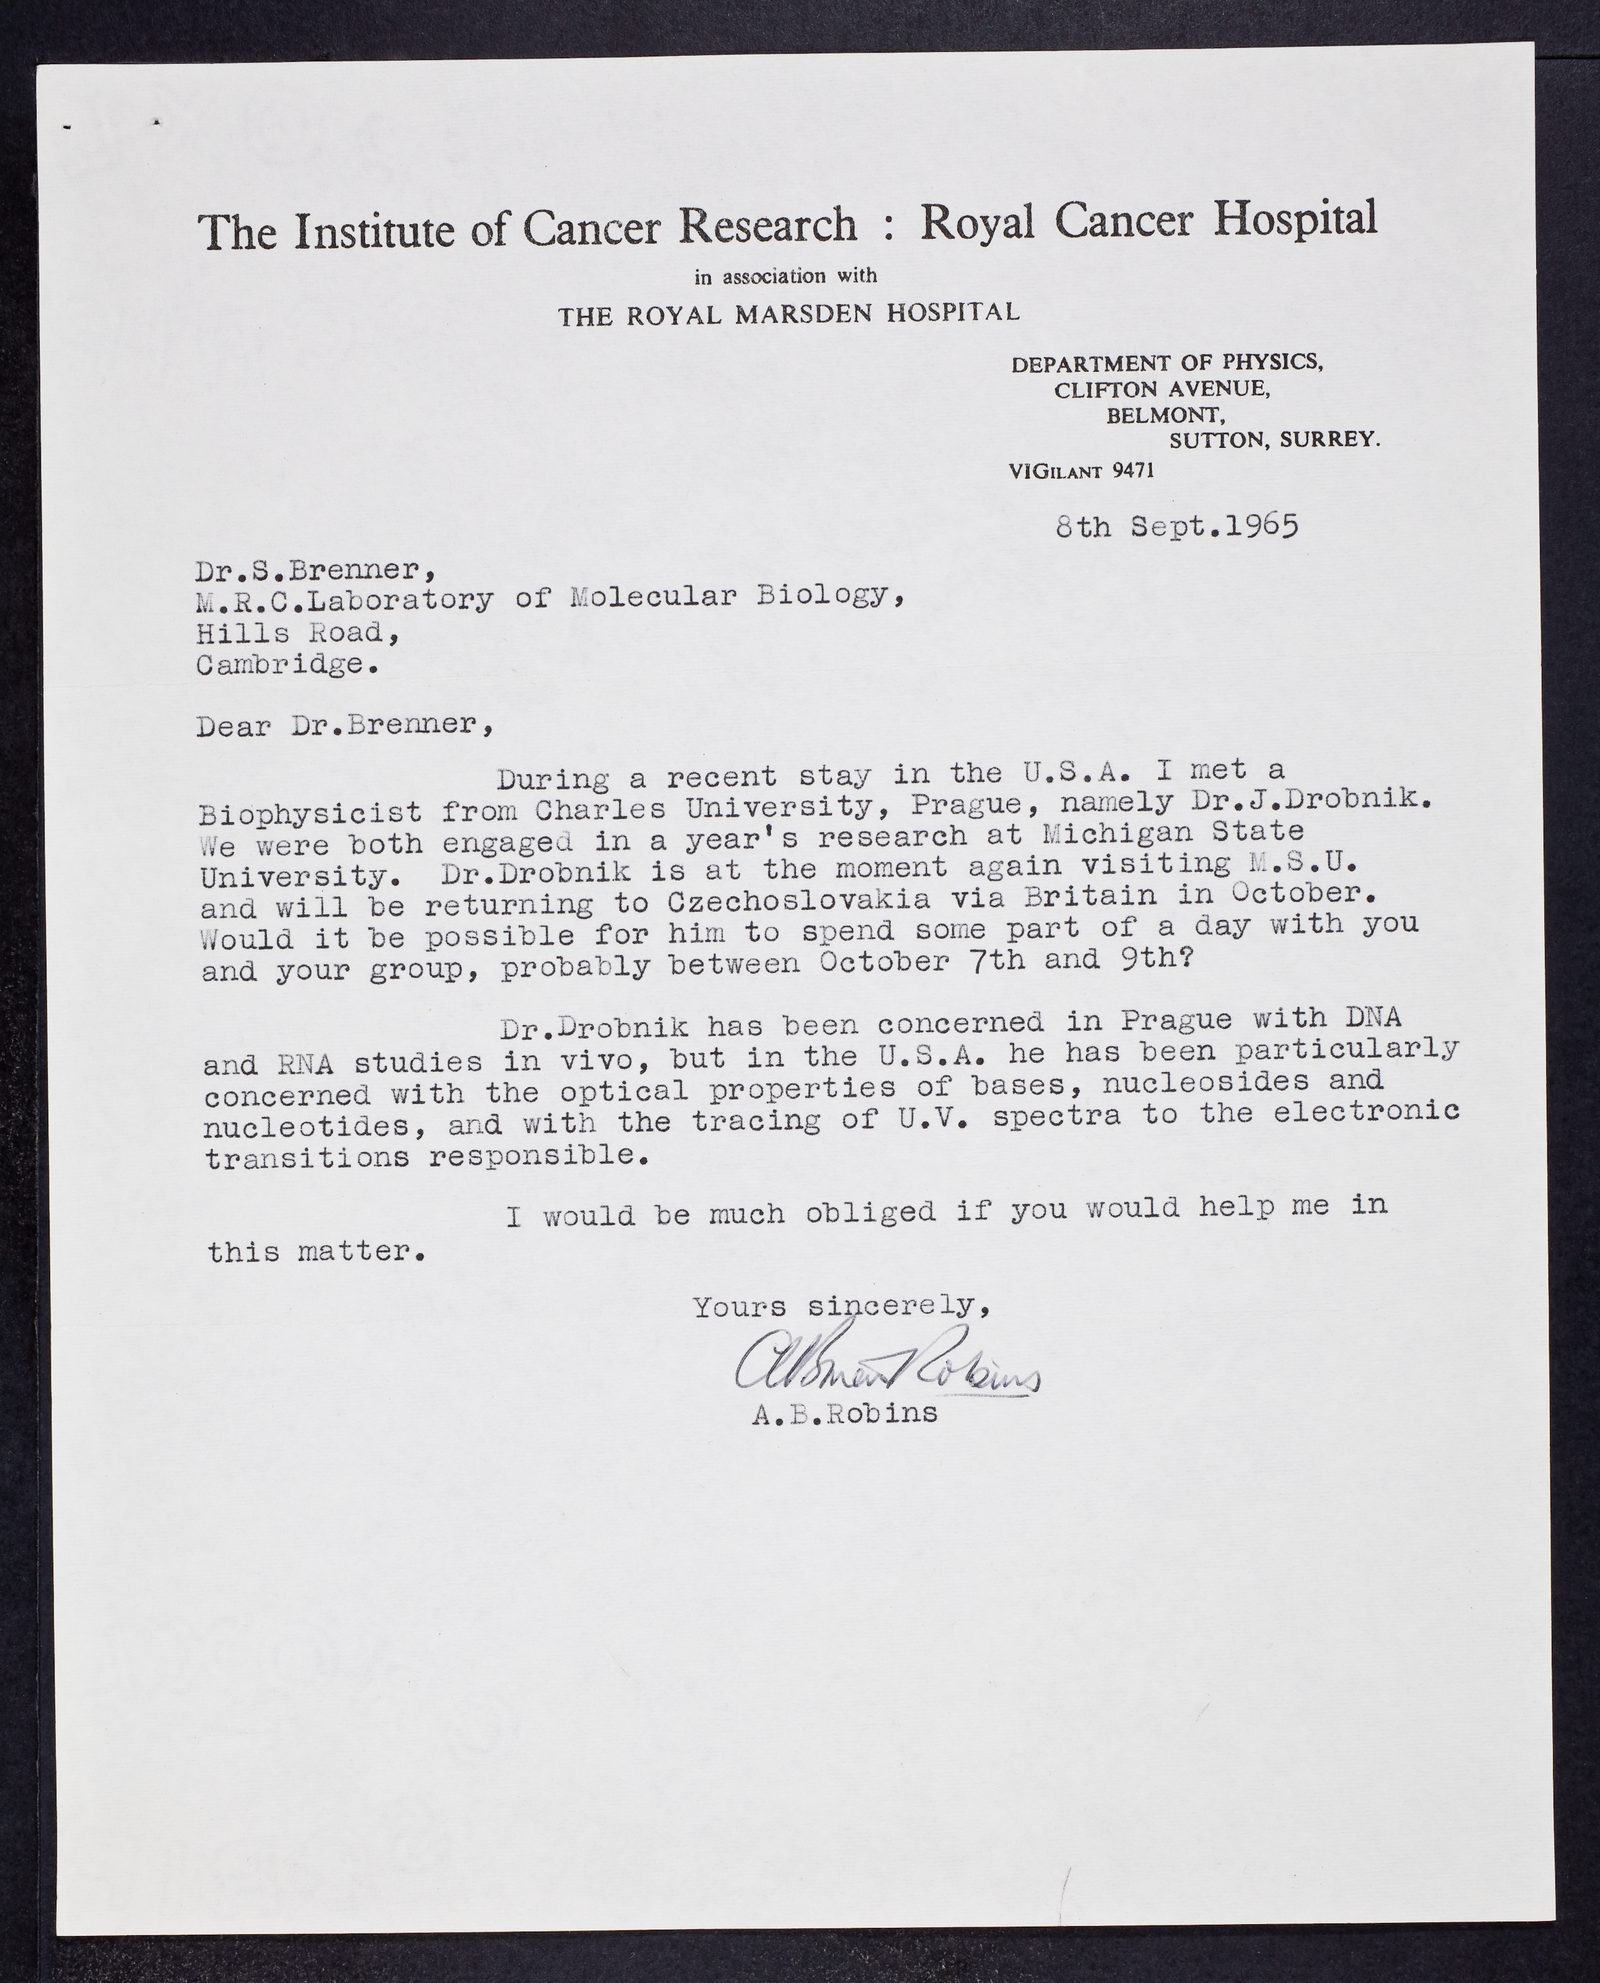 The Institute of Cancer Research : Royal Cancer Hospital
in association with
THE ROYAL MARSDEN HOSPITAL
DEPARTMENT OF PHYSICS,
CLIFTON AVENUE,
BELMONT,
SUTTON, SURREY.
VIGILANT 9471
8th Sept.1965
Dr.S.Brenner,
M.R.C.Laboratory of Molecular Biology,
Hills Road,
Cambridge.
Dear Dr.Brenner,
During a recent stay in the U.S.A. I met a
Biophysicist from Charles University, Prague, namely Dr.J.Drobnik.
We were both engaged in a year's research at Michigan State
University. Dr.Drobnik is at the moment again visiting M.S.U.
and will be returning to Czechoslovakia via Britain in October.
Would it be possible for him to spend some part of a day with you
and your group, probably between October 7th and 9th?
Dr.Drobnik has been concerned in Prague with DNA
and RNA studies in vivo, but in the U.S.A. he has been particularly
concerned with the optical properties of bases, nucleosides and
nucleotides, and with the tracing of U.V. spectra to the electronic
transitions responsible.
I would be much obliged if you would help me in
this matter.
Yours sincerely,
Robins
A.B.Robins